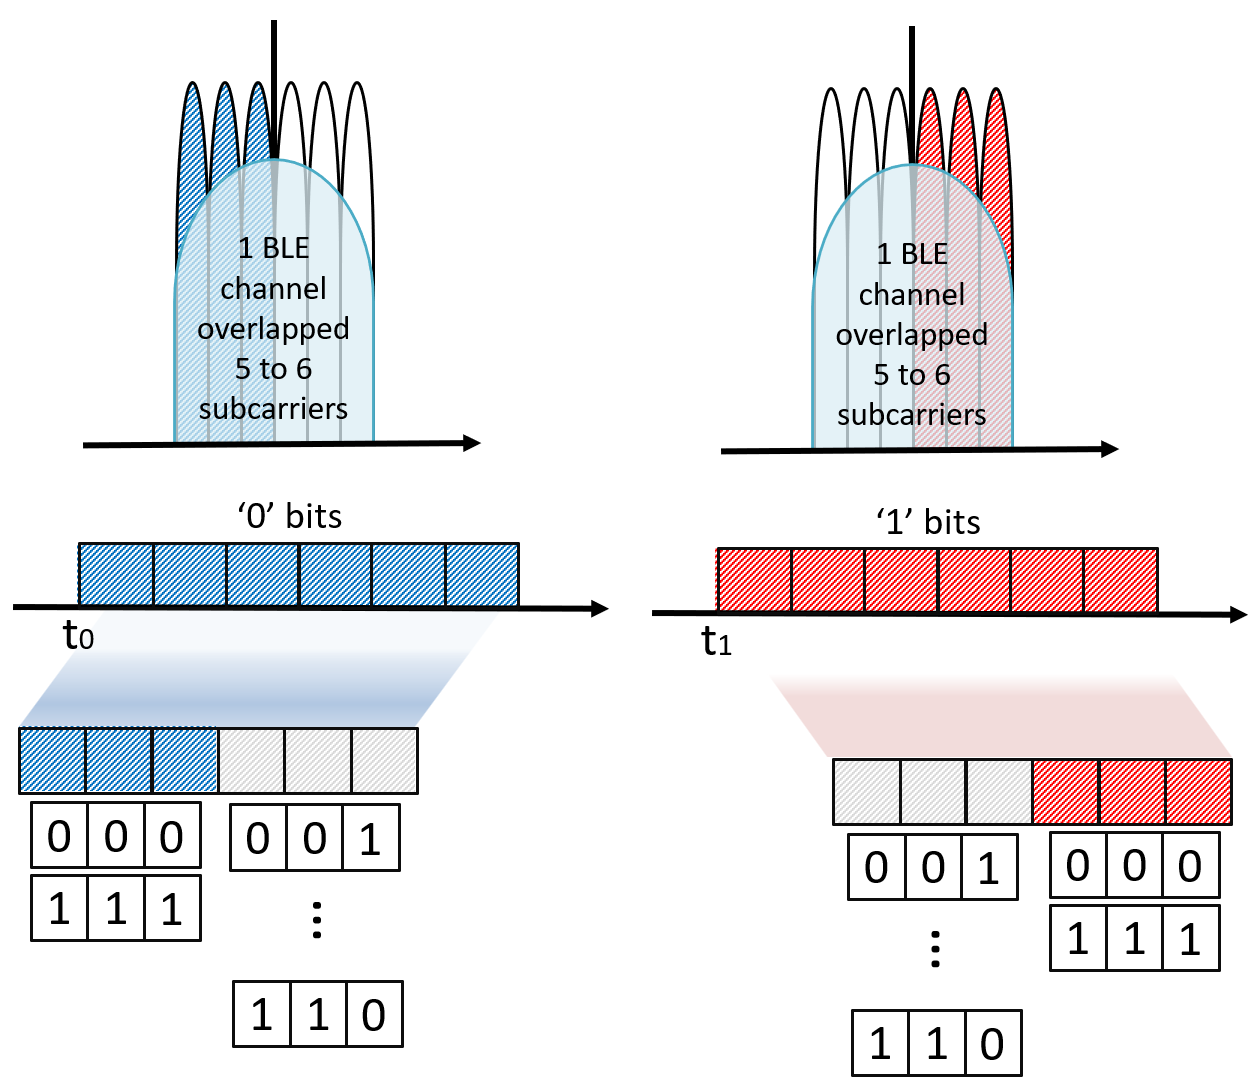 1 BLE
channel
overlapped
5 to 6
subcarriers
1 BLE
channel
overlapped
5 to 6
subcarriers
‘0’ bits
‘1’ bits
t0
t1
0 0 0
0 0 1
1 1 1
⋮
1 1 0
0 0 1
0 0 0
1 1 1
⋮
1 1 0